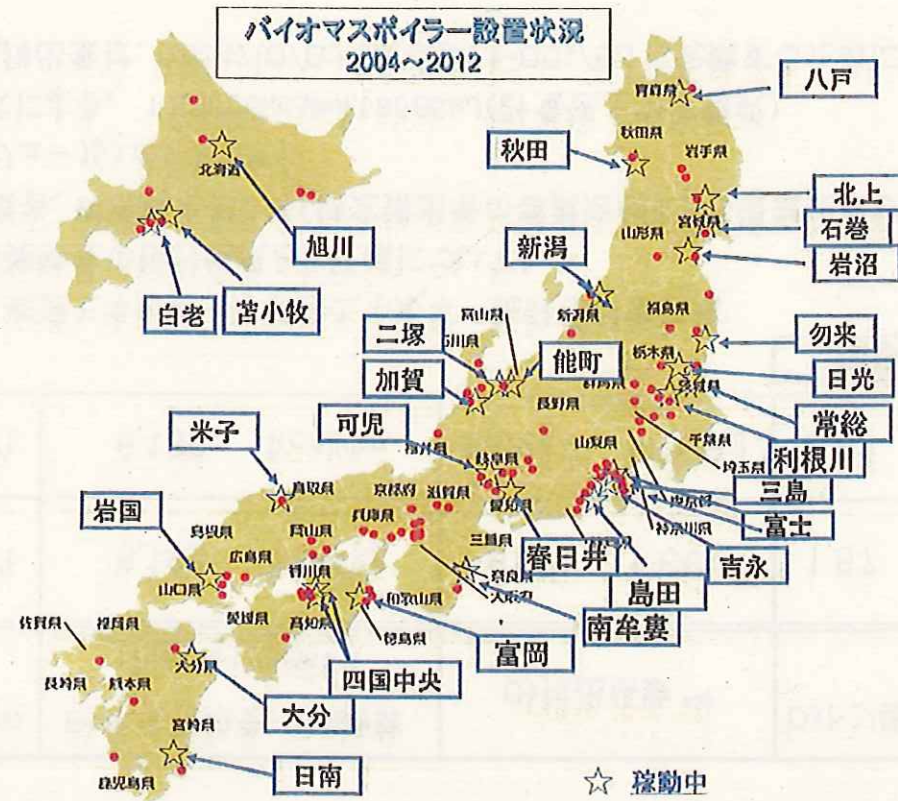 バイオマスボイラー設置状況
2004～2012
青森県
八戸
秋田県
秋田
岩手県
北海道
北上
宮城県
石巻
山形県
岩沼
旭川
新潟
白老
苫小牧
富山県
新潟県
福島県
石川県
二塚
勿来
栃木県
能町
日光
加賀
群馬県
茨城県
長野県
常総
可児
米子
福井県
岐阜県
山梨県
千葉県
利根川
埼玉県
三島
鳥取県
京都府
滋賀県
愛知県
東京都
岩国
兵庫県
富士
神奈川県
島根県
岡山県
三重県
春日井
吉永
広島県
香川県
奈良県
島田
山口県
和歌山県
大阪府
愛媛県
高知県
南牟婁
佐賀県
福岡県
徳島県
富岡
大分県
四国中央
長崎県
熊本県
大分
宮崎県
日南
鹿児島県
☆ 稼動中